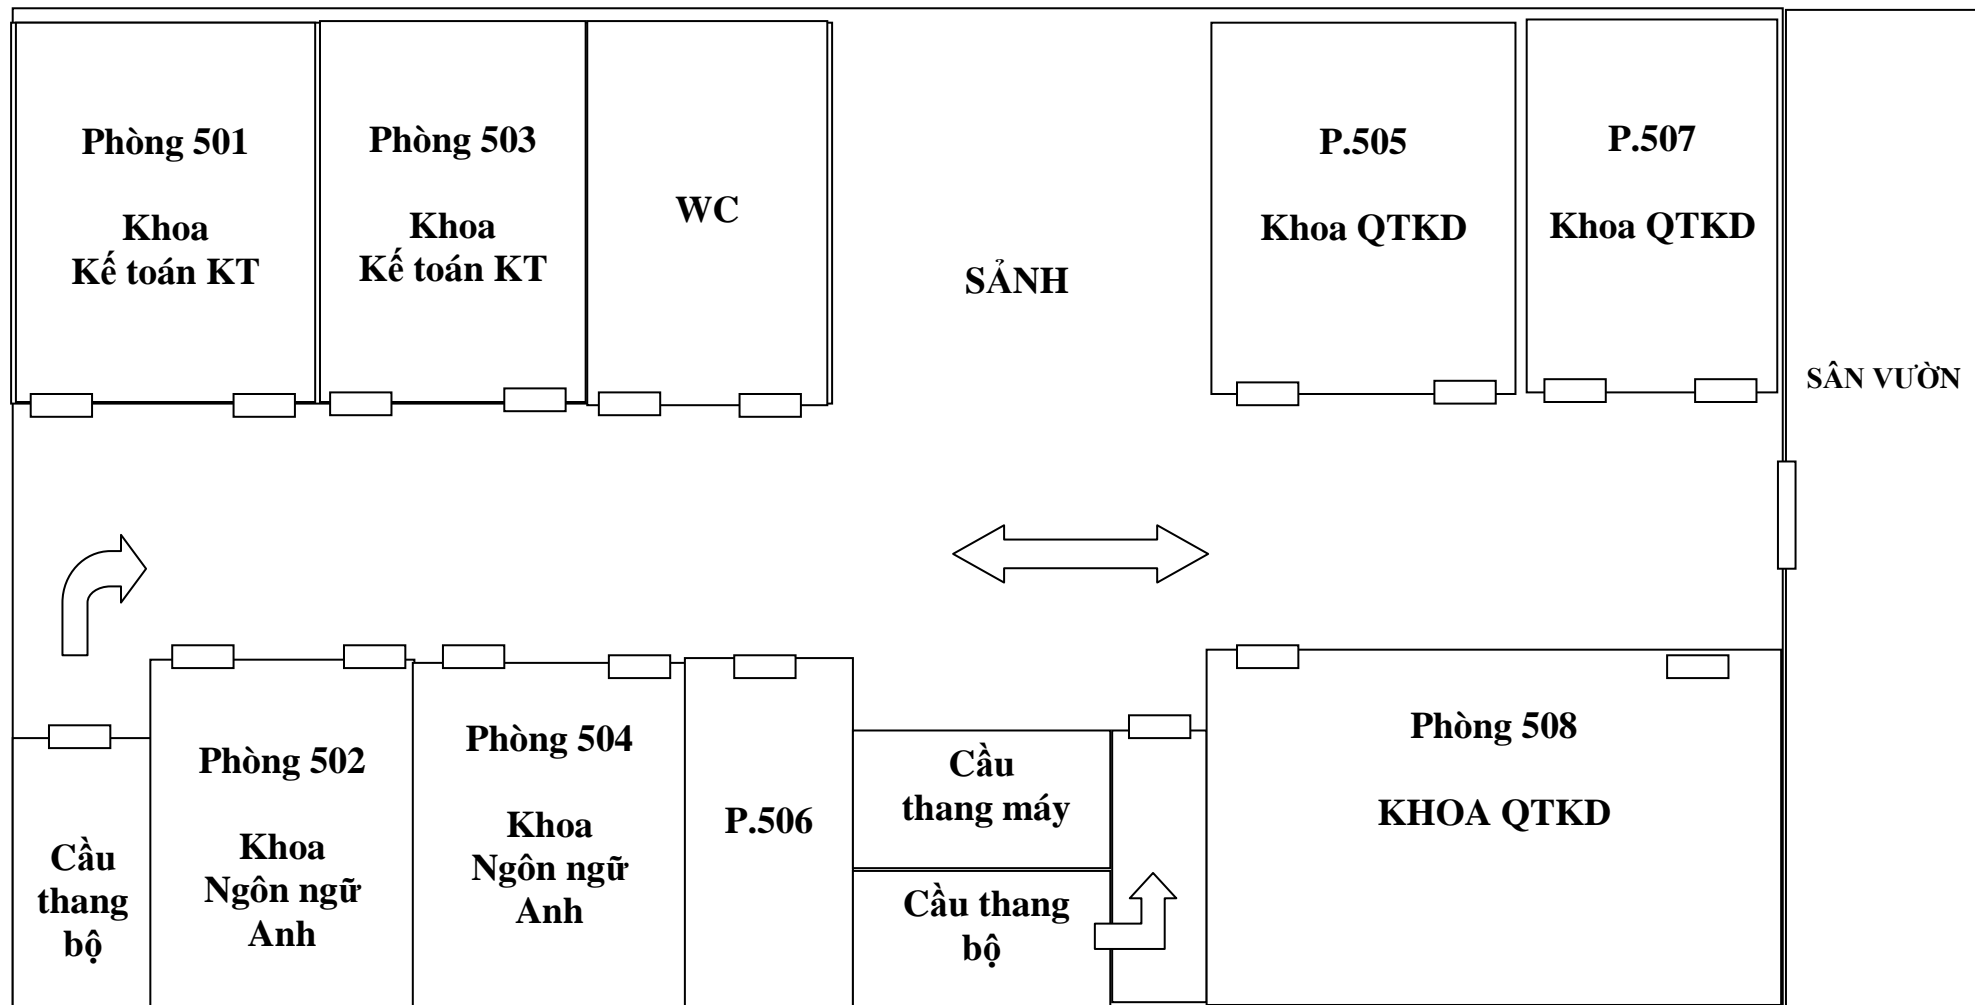 Phòng 501
Khoa
Kế toán KT
Phòng 503
Khoa
Kế toán KT
WC
SẢNH
P.505
Khoa QTKD
P.507
Khoa QTKD
SÂN VƯỜN
Cầu
thang
bộ
Phòng 502
Khoa
Ngôn ngữ
Anh
Phòng 504
Khoa
Ngôn ngữ
Anh
P.506
Cầu
thang máy
Cầu thang
bộ
Phòng 508
KHOA QTKD